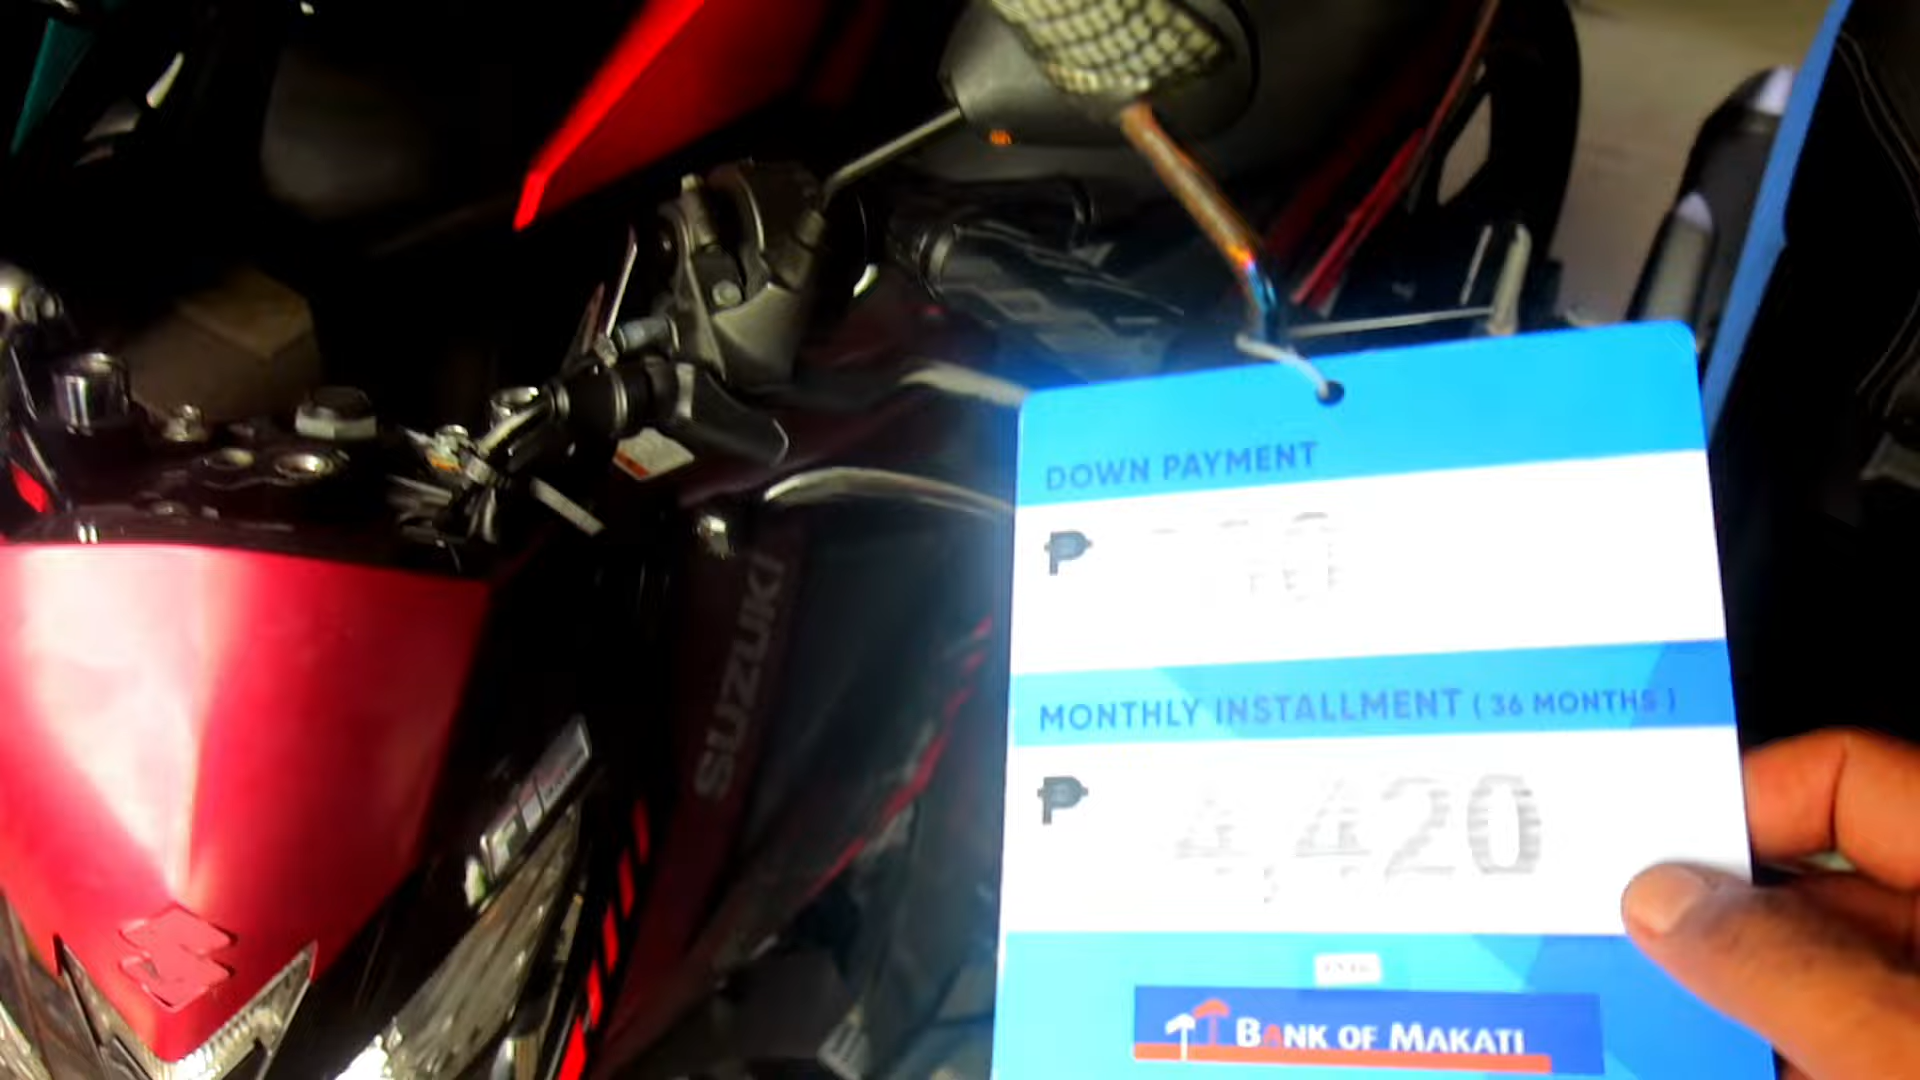 SUZUKI
DOWN PAYMENT
₱
MONTHLY INSTALLMENT ( 36 MONTHS )
₱ 4,420
BANK OF MAKATI